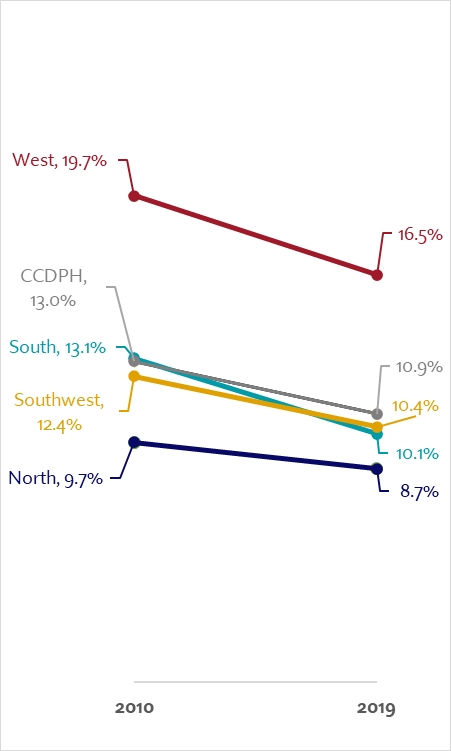 West, 19.7%
16.5%
CCDPH,
13.0%
South, 13.1%
10.9%
Southwest,
12.4%
10.4%
10.1%
North, 9.7%
8.7%
2010
2019